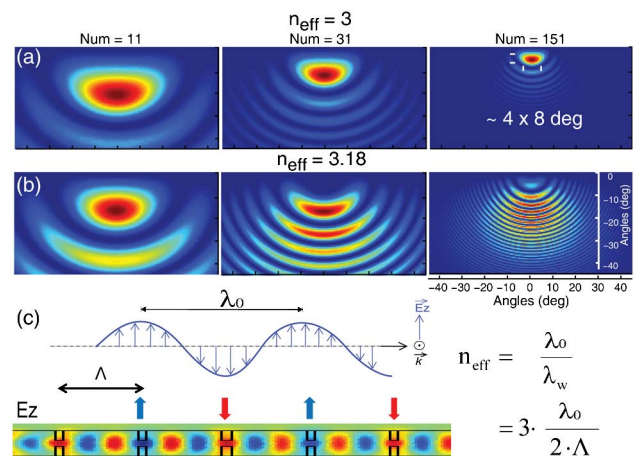 n_eff = 3
Num = 11 Num = 31 Num = 151
(a)
~ 4 x 8 deg
n_eff = 3.18
(b)
0
-10
-20
-30
-40
Angles (deg)
-40 -30 -20 -10 0 10 20 30 40
Angles (deg)
(c)
λ₀
Ez
k
Λ
Ez
n_eff = λ₀ / λ_w
= 3· λ₀ / 2·Λ